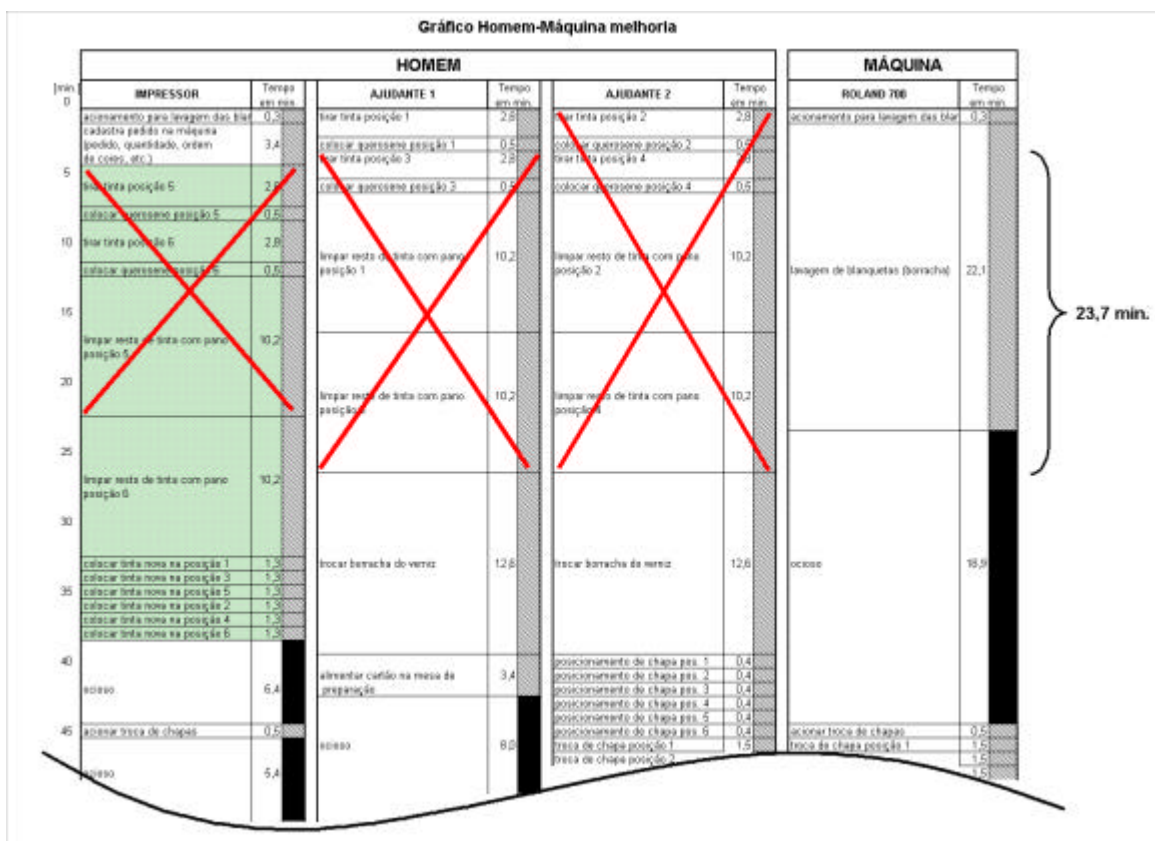 Gráfico Homem-Máquina melhoria
HOMEM
MÁQUINA
[min.]
0
5
10
15
20
25
30
35
40
45
IMPRESSOR
Tempo
em min.
acionamento para lavagem das blan 0,3
cadastra pedido na máquina
(pedido, quantidade, ordem
de cores, etc.) 3,4
tirar tinta posição 5 2,8
colocar querosene posição 5 0,5
tirar tinta posição 6 2,8
colocar querosene posição 6 0,5
limpar resto de tinta com pano
posição 5 10,2
limpar resto de tinta com pano
posição 6 10,2
colocar tinta nova na posição 1 1,3
colocar tinta nova na posição 3 1,3
colocar tinta nova na posição 5 1,3
colocar tinta nova na posição 2 1,3
colocar tinta nova na posição 4 1,3
colocar tinta nova na posição 6 1,3
ocioso 6,4
acionar troca de chapas 0,5
ocioso 5,4
AJUDANTE 1
Tempo
em min.
tirar tinta posição 1 2,8
colocar querosene posição 1 0,5
tirar tinta posição 3 2,8
colocar querosene posição 3 0,5
limpar resto de tinta com pano
posição 1 10,2
limpar resto de tinta com pano
posição 10,2
trocar borracha do verniz 12,6
alimentar cartão na mesa de
preparação 3,4
ocioso
AJUDANTE 2
Tempo
em min.
tirar tinta posição 2 2,8
colocar querosene posição 2 0,5
tirar tinta posição 4 2,8
colocar querosene posição 4 0,5
limpar resto de tinta com pano
posição 2 10,2
limpar resto de tinta com pano
posição 4 10,2
trocar borracha do verniz 12,6
posicionamento de chapa pos. 1 0,4
posicionamento de chapa pos. 2 0,4
posicionamento de chapa pos. 3 0,4
posicionamento de chapa pos. 4 0,4
posicionamento de chapa pos. 5 0,4
posicionamento de chapa pos. 6 0,4
troca de chapa posição 1 1,5
troca de chapa posição 2
ROLAND 700
Tempo
em min.
acionamento para lavagem das blan 0,3
lavagem de blanquetas (borracha) 22,1
ocioso 18,9
acionar troca de chapas 0,5
troca de chapa posição 1 1,5
1,5
1,5
23,7 min.